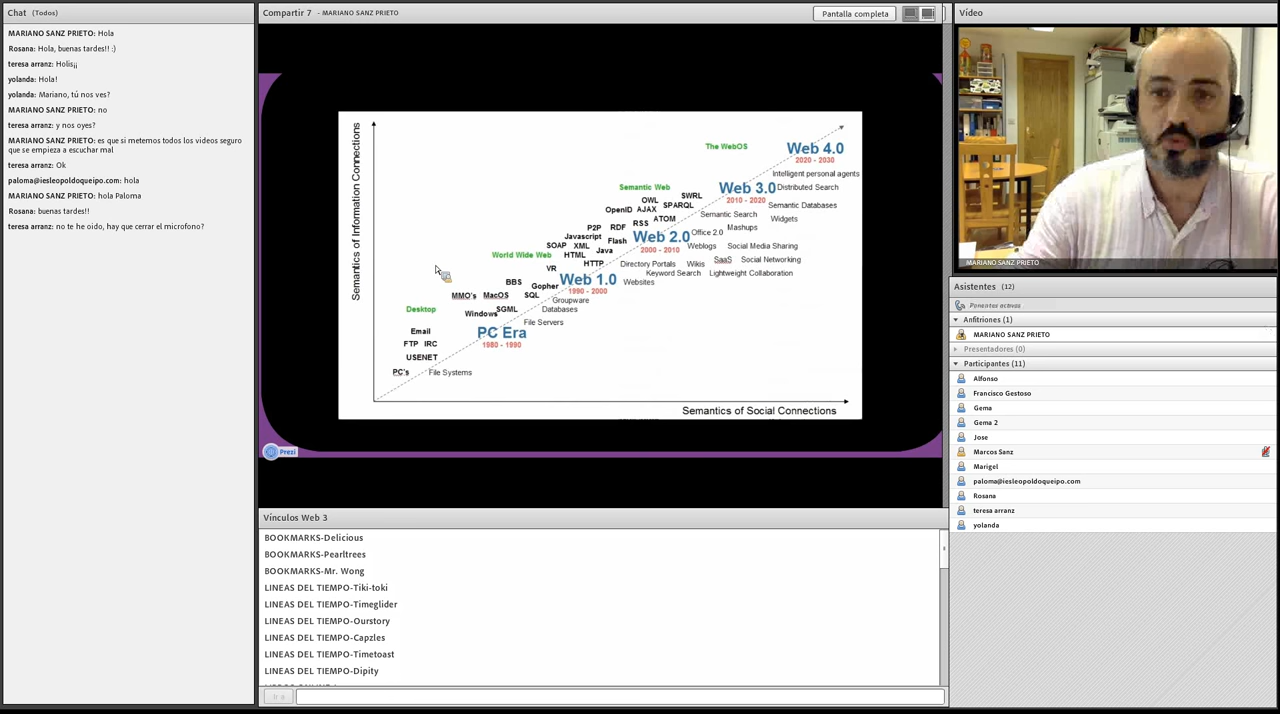 Chat (Todos)
MARIANO SANZ PRIETO: Hola
Rosana: Hola, buenas tardes!! :)
teresa arranz: Holis¡¡
yolanda: Hola!
yolanda: Mariano, tú nos ves?
MARIANO SANZ PRIETO: no
teresa arranz: y nos oyes?
MARIANO SANZ PRIETO: es que si metemos todos los videos seguro
que se empieza a escuchar mal
teresa arranz: Ok
paloma@iesleopoldoqueipo.com: hola
MARIANO SANZ PRIETO: hola Paloma
Rosana: buenas tardes!!
teresa arranz: no te he oido, hay que cerrar el microfono?
Compartir 7 - MARIANO SANZ PRIETO
Pantalla completa
Semantics of Information Connections
The WebOS
Web 4.0
2020 - 2030
Intelligent personal agents
Semantic Web
Web 3.0
2010 - 2020
Distributed Search
SWRL
OWL
SPARQL
OpenID
AJAX
Semantic Databases
Semantic Search
Widgets
ATOM
RSS
P2P
RDF
Mashups
Office 2.0
Javascript
Flash
Web 2.0
2000 - 2010
SOAP
XML
Java
Weblogs
Social Media Sharing
World Wide Web
HTML
HTTP
Directory Portals
Wikis
SaaS
Social Networking
VR
Keyword Search
Lightweight Collaboration
BBS
Gopher
Web 1.0
1990 - 2000
Websites
MMO's
MacOS
SQL
Groupware
Desktop
SGML
Databases
Windows
File Servers
Email
PC Era
1980 - 1990
FTP
IRC
USENET
PC's
File Systems
Semantics of Social Connections
Prezi
Vínculos Web 3
BOOKMARKS-Delicious
BOOKMARKS-Pearltrees
BOOKMARKS-Mr. Wong
LINEAS DEL TIEMPO-Tiki-toki
LINEAS DEL TIEMPO-Timeglider
LINEAS DEL TIEMPO-Ourstory
LINEAS DEL TIEMPO-Capzles
LINEAS DEL TIEMPO-Timetoast
LINEAS DEL TIEMPO-Dipity
Ir a
Vídeo
MARIANO SANZ PRIETO
Asistentes (12)
Ponentes activos
Anfitriones (1)
MARIANO SANZ PRIETO
Presentadores (0)
Participantes (11)
Alfonso
Francisco Gestoso
Gema
Gema 2
Jose
Marcos Sanz
Marigel
paloma@iesleopoldoqueipo.com
Rosana
teresa arranz
yolanda